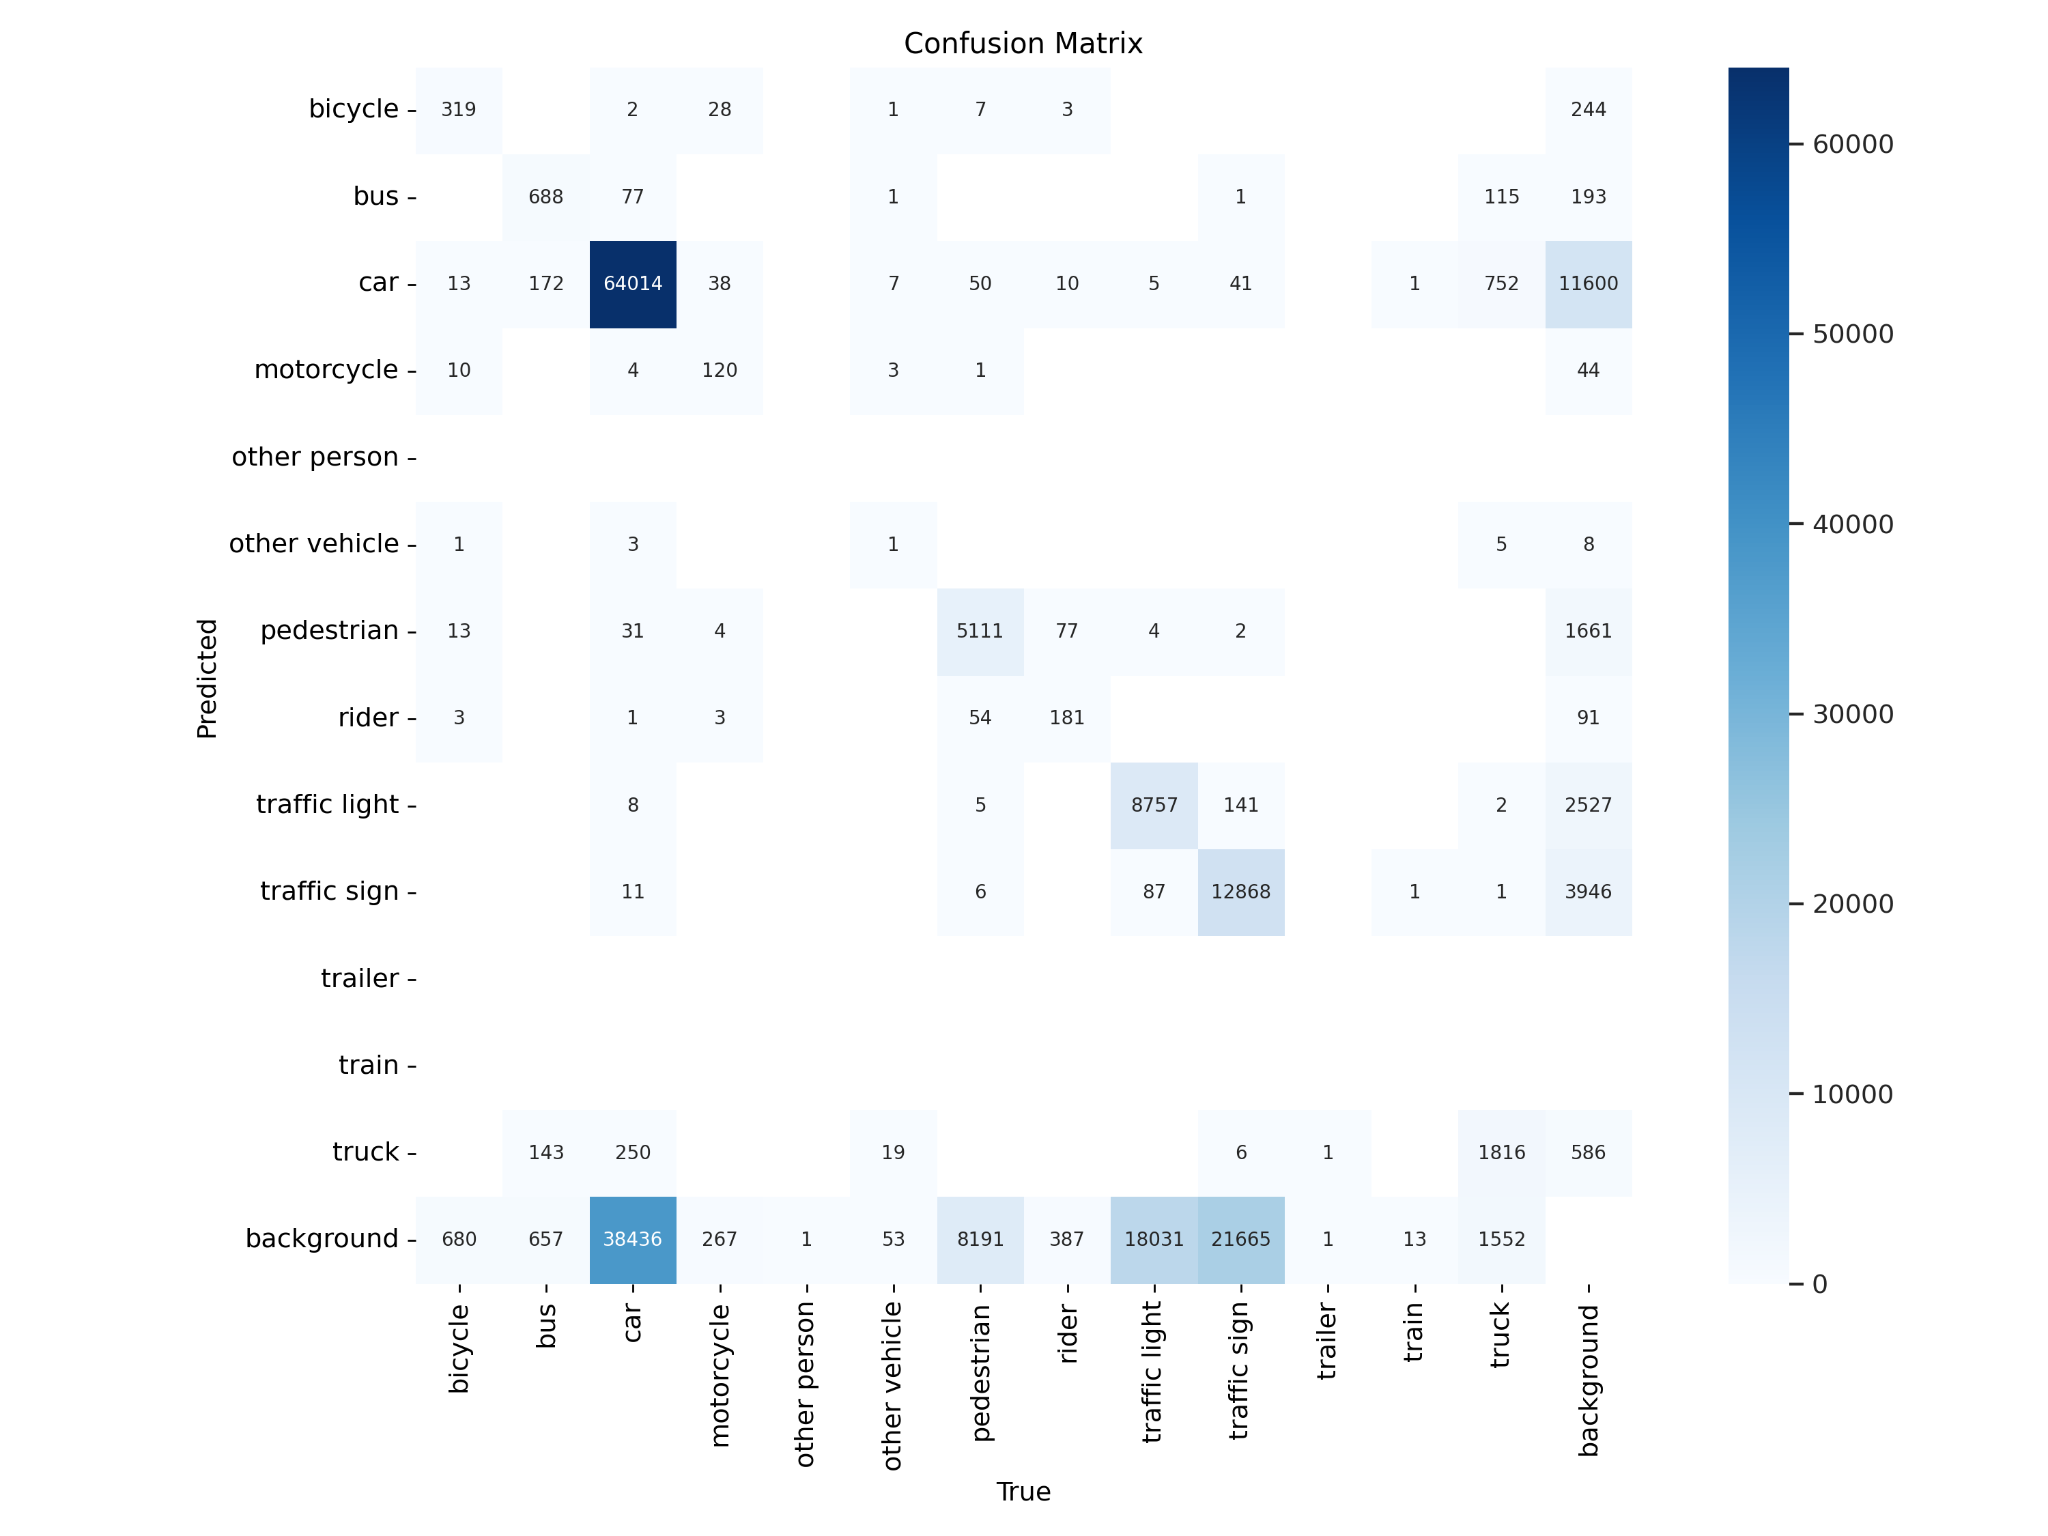 Confusion Matrix
bicycle 319 2 28 1 7 3 244
bus 688 77 1 1 115 193
car 13 172 64014 38 7 50 10 5 41 1 752 11600
motorcycle 10 4 120 3 1 44
other person
other vehicle 1 3 1 5 8
pedestrian 13 31 4 5111 77 4 2 1661
rider 3 1 3 54 181 91
traffic light 8 5 8757 141 2 2527
traffic sign 11 6 87 12868 1 1 3946
trailer
train
truck 143 250 19 6 1 1816 586
background 680 657 38436 267 1 53 8191 387 18031 21665 1 13 1552
Predicted
bicycle
bus
car
motorcycle
other person
other vehicle
pedestrian
rider
traffic light
traffic sign
trailer
train
truck
background
True
60000
50000
40000
30000
20000
10000
0